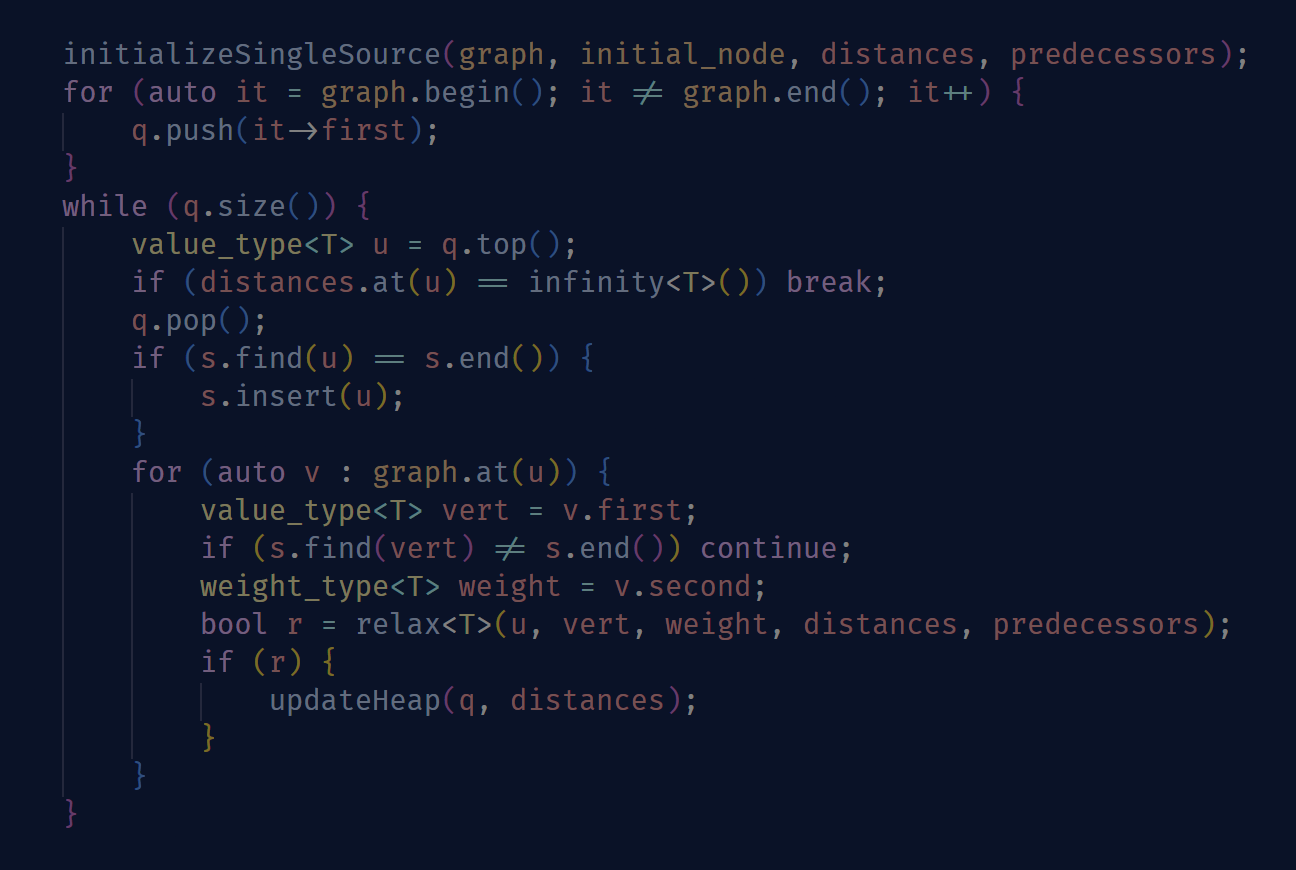 initializeSingleSource(graph, initial_node, distances, predecessors);
for (auto it = graph.begin(); it ≠ graph.end(); it++) {
    q.push(it→first);
}
while (q.size()) {
    value_type<T> u = q.top();
    if (distances.at(u) == infinity<T>()) break;
    q.pop();
    if (s.find(u) == s.end()) {
        s.insert(u);
    }
    for (auto v : graph.at(u)) {
        value_type<T> vert = v.first;
        if (s.find(vert) ≠ s.end()) continue;
        weight_type<T> weight = v.second;
        bool r = relax<T>(u, vert, weight, distances, predecessors);
        if (r) {
            updateHeap(q, distances);
        }
    }
}